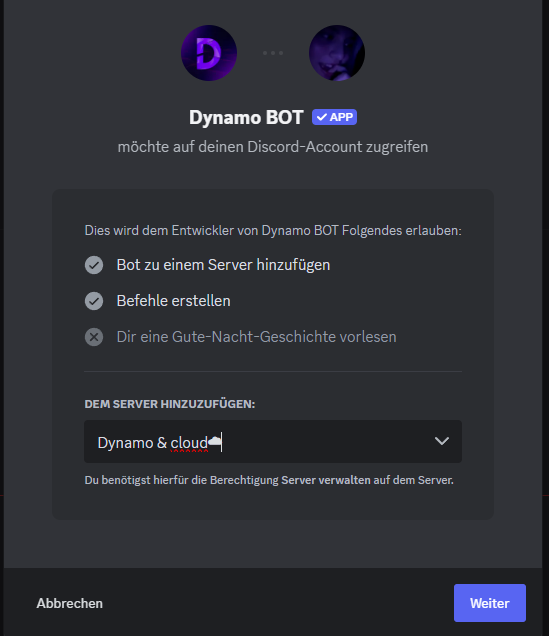 D
Dynamo BOT ✓ APP
möchte auf deinen Discord-Account zugreifen
Dies wird dem Entwickler von Dynamo BOT Folgendes erlauben:
Bot zu einem Server hinzufügen
Befehle erstellen
Dir eine Gute-Nacht-Geschichte vorlesen
DEM SERVER HINZUZUFÜGEN:
Dynamo & cloud☁
Du benötigst hierfür die Berechtigung Server verwalten auf dem Server.
Abbrechen
Weiter